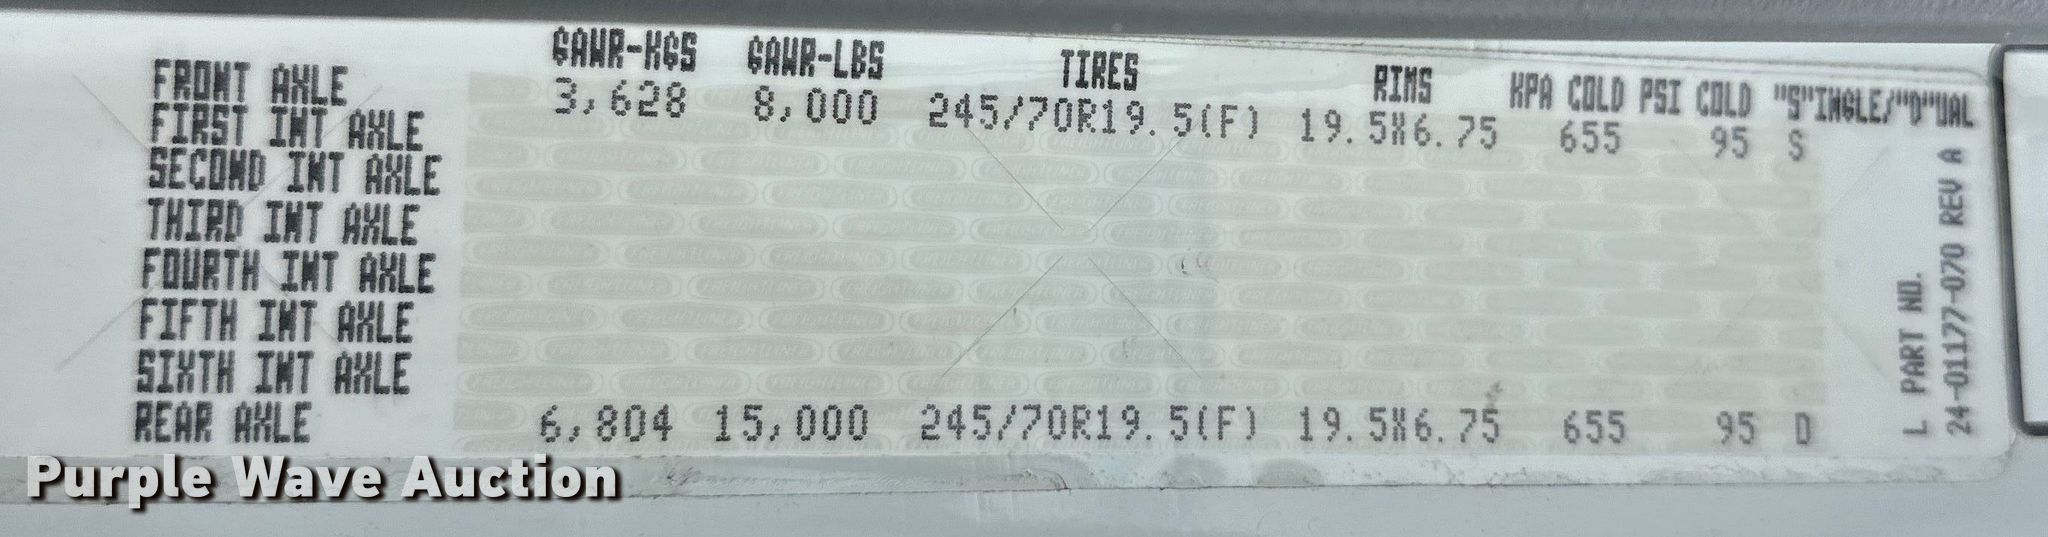 GAWR-KGS GAWR-LBS TIRES RIMS KPA COLD PSI COLD "S"INGLE/"D"UAL
FRONT AXLE 3,628 8,000 245/70R19.5(F) 19.5X6.75 655 95 S
FIRST INT AXLE
SECOND INT AXLE
THIRD INT AXLE
FOURTH INT AXLE
FIFTH INT AXLE
SIXTH INT AXLE
REAR AXLE 6,804 15,000 245/70R19.5(F) 19.5X6.75 655 95 D
L PART NO.
24-01177-070 REV A
Purple Wave Auction